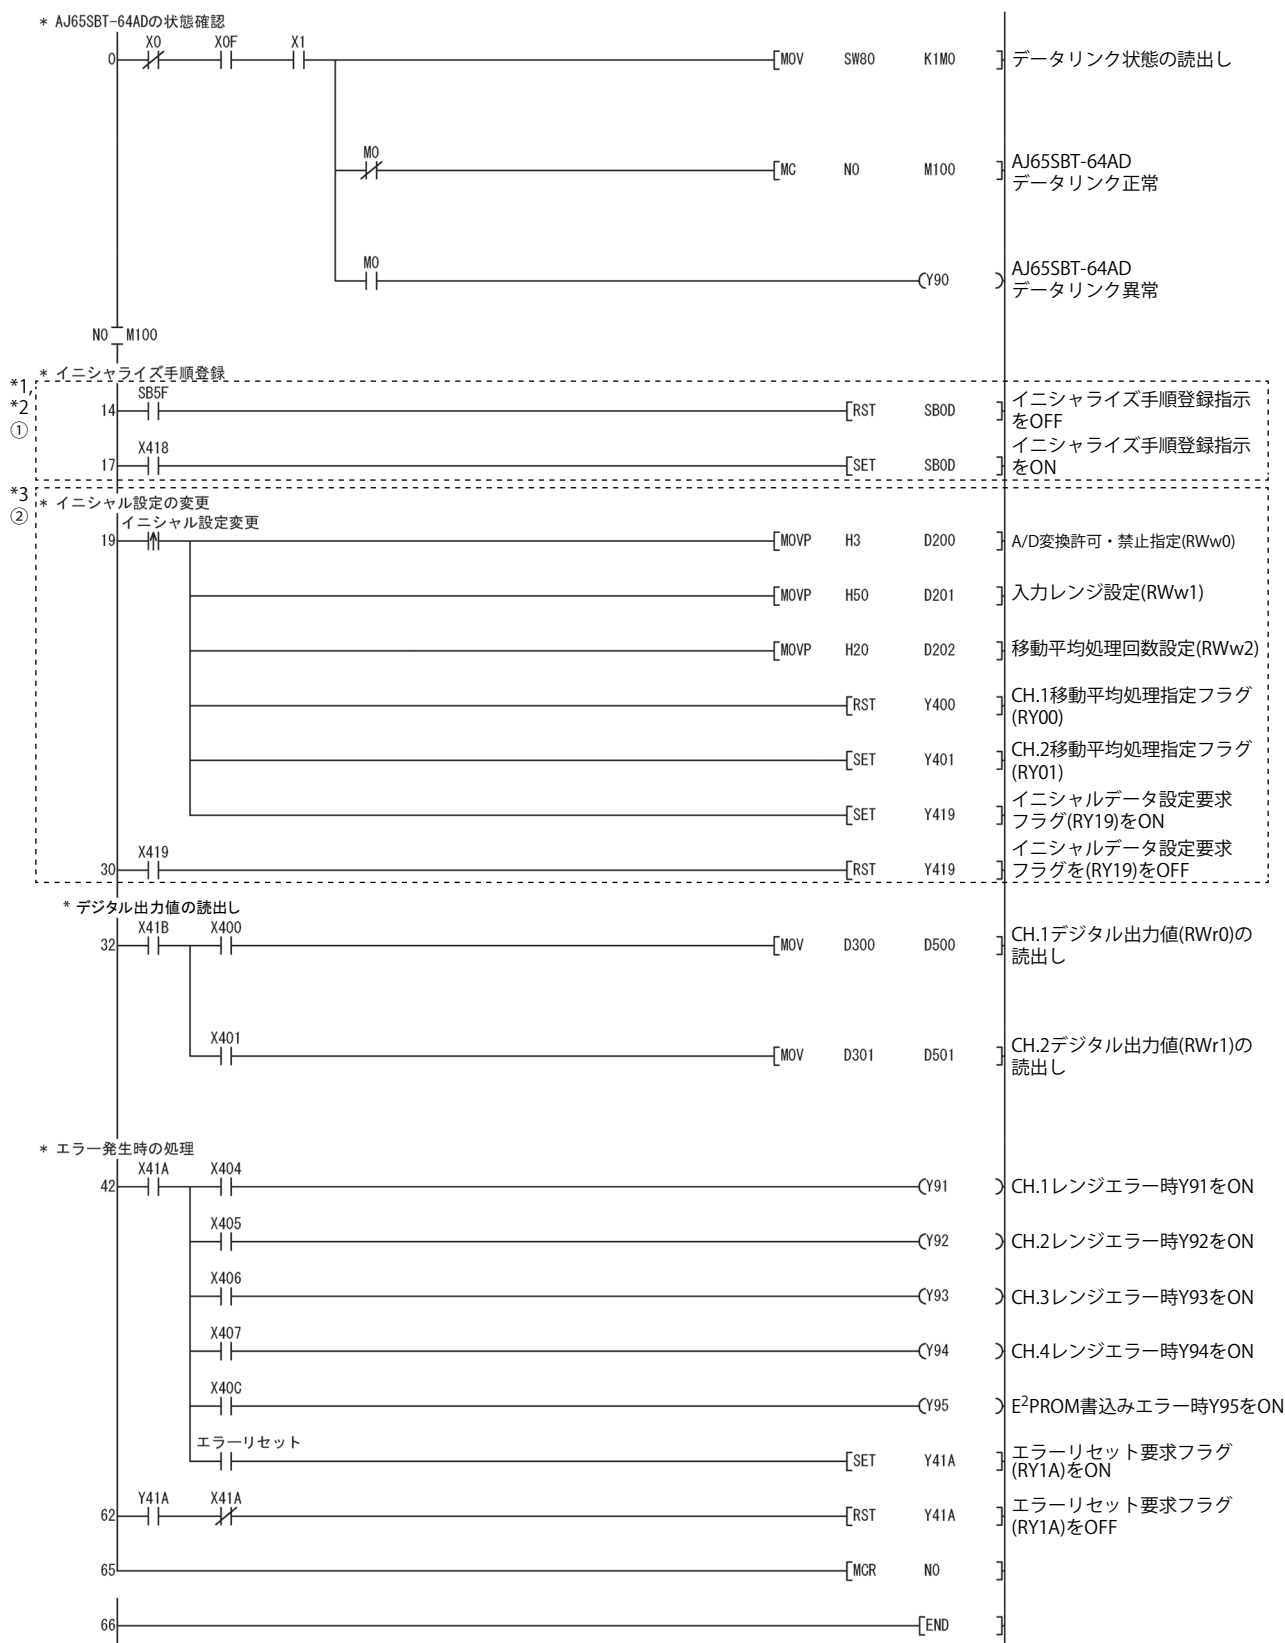 * AJ65SBT-64ADの状態確認
X0 X0F X1
0 MOV SW80 K1M0 データリンク状態の読出し
M0
MC N0 M100 AJ65SBT-64AD
データリンク正常
M0
Y90 AJ65SBT-64AD
データリンク異常
N0 M100
* イニシャライズ手順登録
*1,
*2
①
SB5F
14 RST SB0D イニシャライズ手順登録指示
をOFF
X418
17 SET SB0D イニシャライズ手順登録指示
をON
*3
②
* イニシャル設定の変更
イニシャル設定変更
19 MOVP H3 D200 A/D変換許可・禁止指定(RWw0)
MOVP H50 D201 入力レンジ設定(RWw1)
MOVP H20 D202 移動平均処理回数設定(RWw2)
RST Y400 CH.1移動平均処理指定フラグ
(RY00)
SET Y401 CH.2移動平均処理指定フラグ
(RY01)
SET Y419 イニシャルデータ設定要求
フラグ(RY19)をON
X419
30 RST Y419 イニシャルデータ設定要求
フラグを(RY19)をOFF
* デジタル出力値の読出し
X41B X400
32 MOV D300 D500 CH.1デジタル出力値(RWr0)の
読出し
X401
MOV D301 D501 CH.2デジタル出力値(RWr1)の
読出し
* エラー発生時の処理
X41A X404
42 Y91 CH.1レンジエラー時Y91をON
X405
Y92 CH.2レンジエラー時Y92をON
X406
Y93 CH.3レンジエラー時Y93をON
X407
Y94 CH.4レンジエラー時Y94をON
X40C
Y95 E²PROM書込みエラー時Y95をON
エラーリセット
SET Y41A エラーリセット要求フラグ
(RY1A)をON
Y41A X41A
62 RST Y41A エラーリセット要求フラグ
(RY1A)をOFF
65 MCR N0
66 END